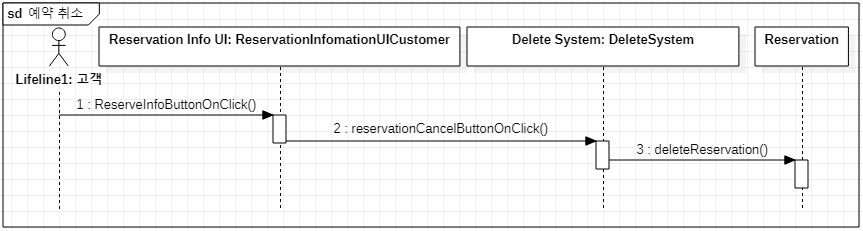 sd 예약 취소
Reservation Info UI: ReservationInfomationUICustomer
Delete System: DeleteSystem
Reservation
Lifeline1: 고객
1 : ReserveInfoButtonOnClick()
2 : reservationCancelButtonOnClick()
3 : deleteReservation()